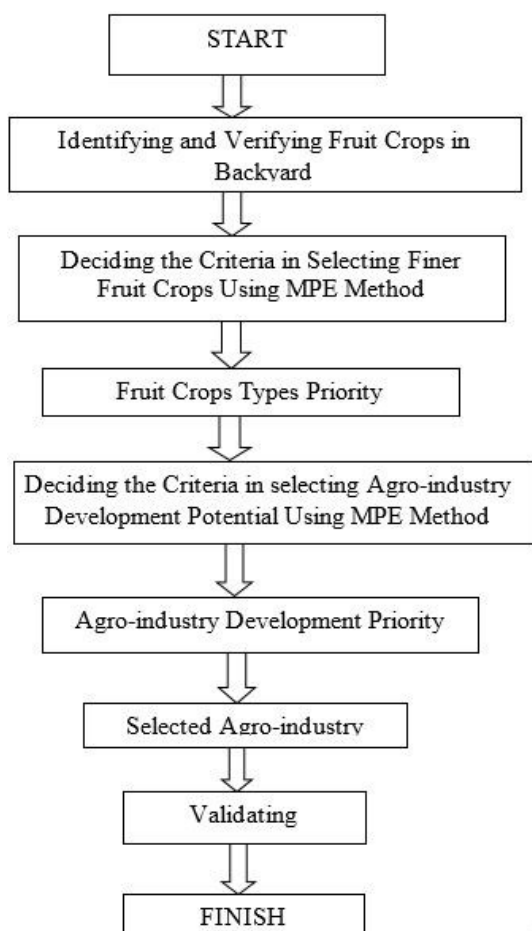 START
Identifying and Verifying Fruit Crops in
Backyard
Deciding the Criteria in Selecting Finer
Fruit Crops Using MPE Method
Fruit Crops Types Priority
Deciding the Criteria in selecting Agro-industry
Development Potential Using MPE Method
Agro-industry Development Priority
Selected Agro-industry
Validating
FINISH